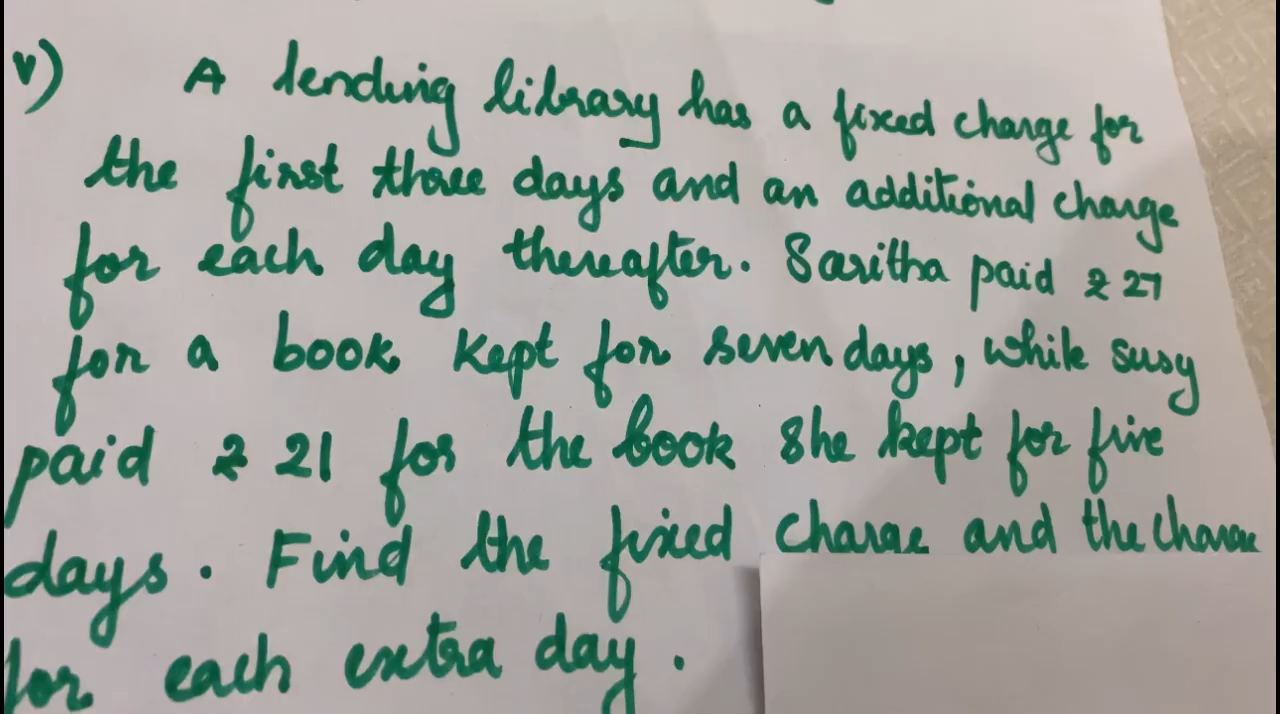 v) A lending library has a fixed charge for
the first three days and an additional charge
for each day thereafter. Saritha paid ₹ 27
for a book kept for seven days, while susy
paid ₹ 21 for the book she kept for five
days. Find the fixed charge and the charge
for each extra day.